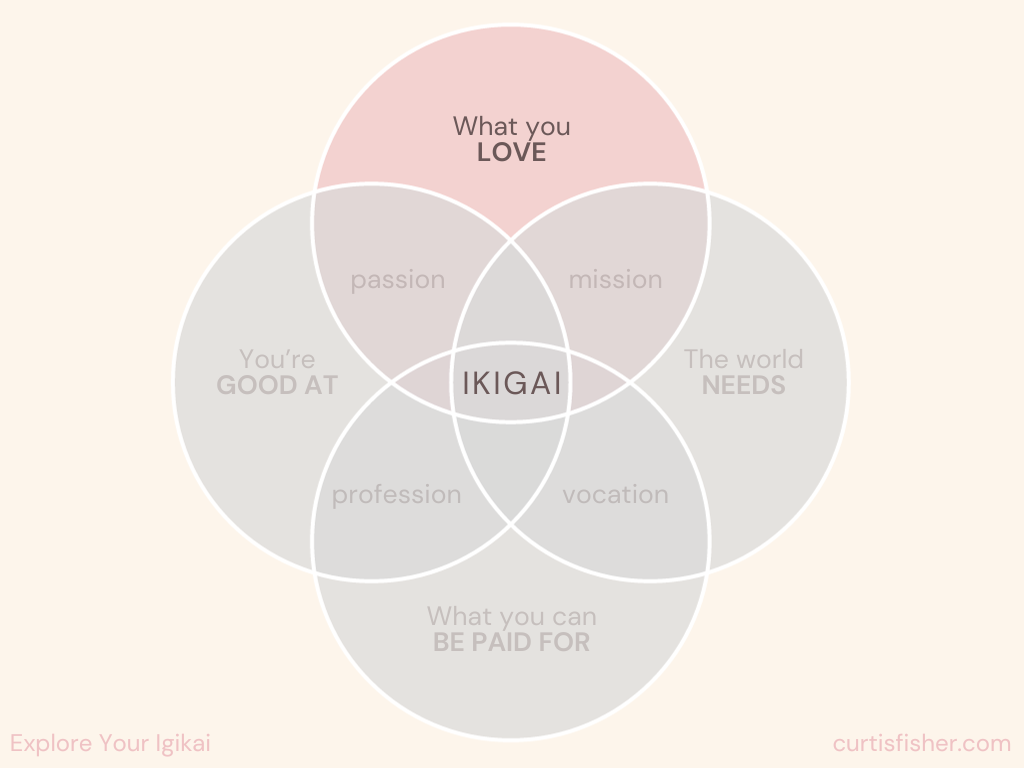 What you
LOVE
passion
mission
You’re
GOOD AT
IKIGAI
The world
NEEDS
profession
vocation
What you can
BE PAID FOR
Explore Your Igikai
curtisfisher.com